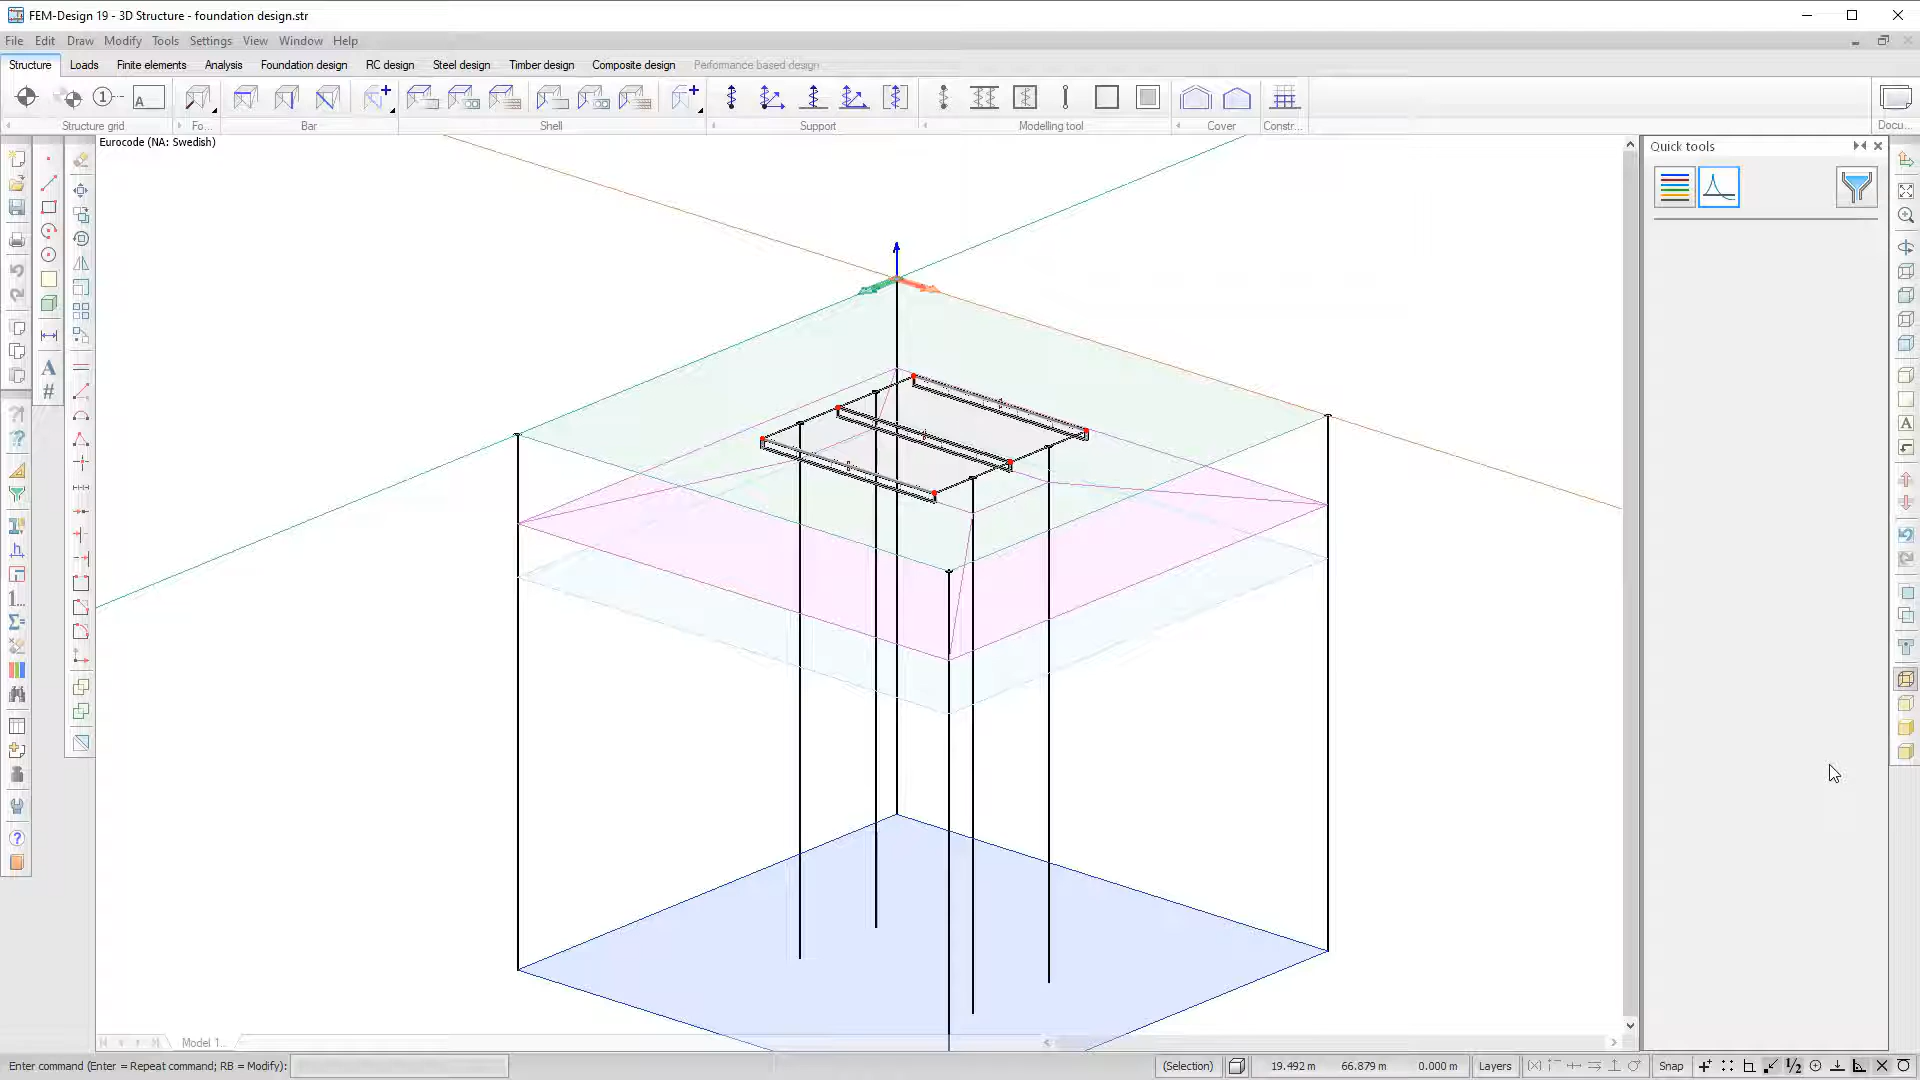 FEM-Design 19 - 3D Structure - foundation design.str
File Edit Draw Modify Tools Settings View Window Help
Structure Loads Finite elements Analysis Foundation design RC design Steel design Timber design Composite design Performance based design
Structure grid Fo... Bar Shell Support Modelling tool Cover Constr... Docu...
Eurocode (NA: Swedish)
Quick tools
Model 1...
Enter command (Enter = Repeat command; RB = Modify): (Selection) 19.492 m 66.879 m 0.000 m Layers Snap